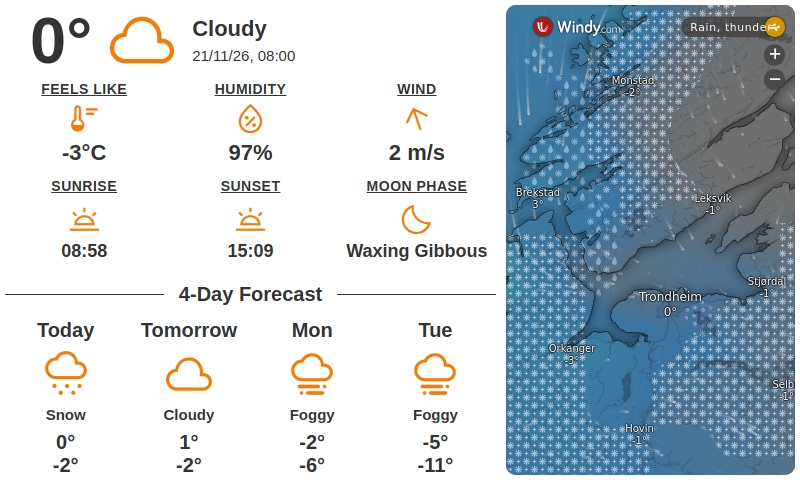 0°
Cloudy
21/11/26, 08:00
FEELS LIKE HUMIDITY WIND
-3°C 97% 2 m/s
SUNRISE SUNSET MOON PHASE
08:58 15:09 Waxing Gibbous
4-Day Forecast
Today Tomorrow Mon Tue
Snow Cloudy Foggy Foggy
0° 1° -2° -5°
-2° -2° -6° -11°
Windy.com
Rain, thunde
+
−
Monstad
-2°
Brekstad
3°
Leksvik
-1°
Stjørdal
-1°
Trondheim
0°
Orkanger
-3°
Selb
-1°
Hovin
-1°